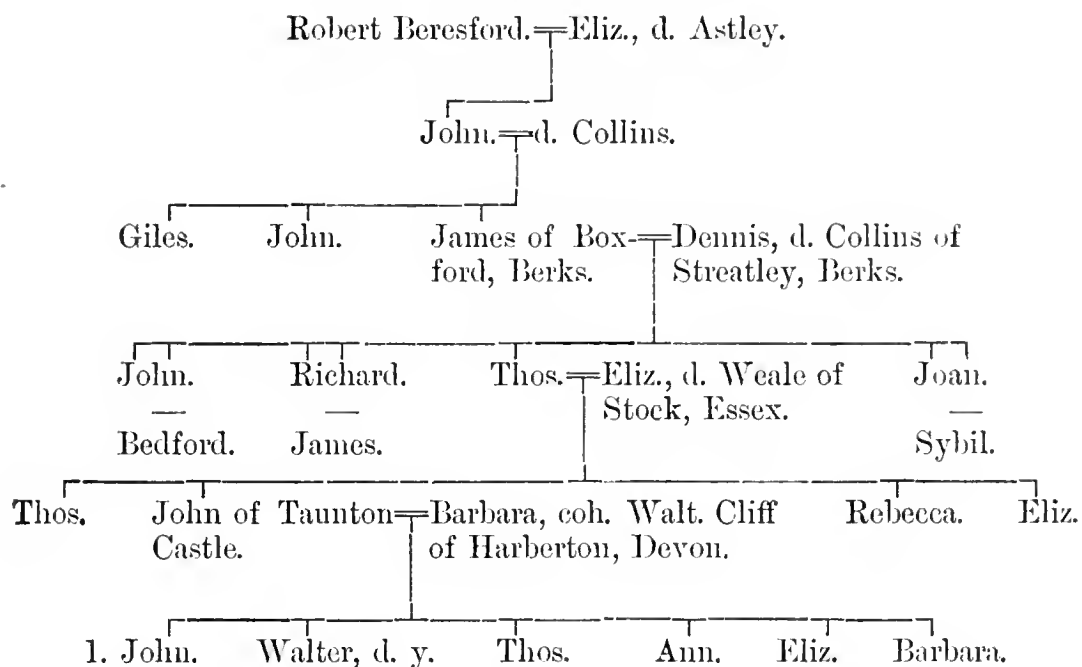 Robert Beresford.=Eliz., d. Astley.
John.=d. Collins.
Giles. John. James of Box-=Dennis, d. Collins of
ford, Berks. Streatley, Berks.
John. Richard. Thos.=Eliz., d. Weale of Joan.
— — Stock, Essex. —
Bedford. James. Sybil.
Thos. John of Taunton=Barbara, coh. Walt. Cliff Rebecca. Eliz.
Castle. of Harberton, Devon.
1. John. Walter, d. y. Thos. Ann. Eliz. Barbara.